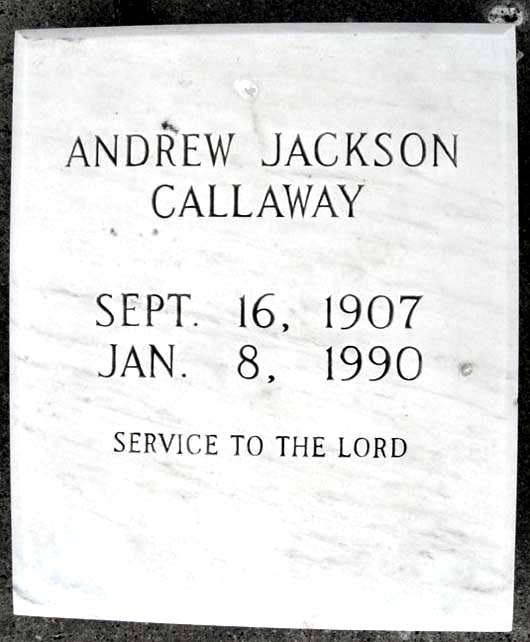 ANDREW JACKSON
CALLAWAY
SEPT. 16, 1907
JAN. 8, 1990
SERVICE TO THE LORD